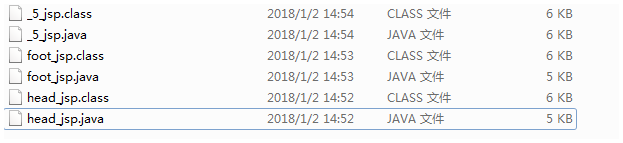 _5_jsp.class 2018/1/2 14:54 CLASS 文件 6 KB
_5_jsp.java 2018/1/2 14:54 JAVA 文件 6 KB
foot_jsp.class 2018/1/2 14:53 CLASS 文件 6 KB
foot_jsp.java 2018/1/2 14:53 JAVA 文件 5 KB
head_jsp.class 2018/1/2 14:52 CLASS 文件 6 KB
head_jsp.java 2018/1/2 14:52 JAVA 文件 5 KB